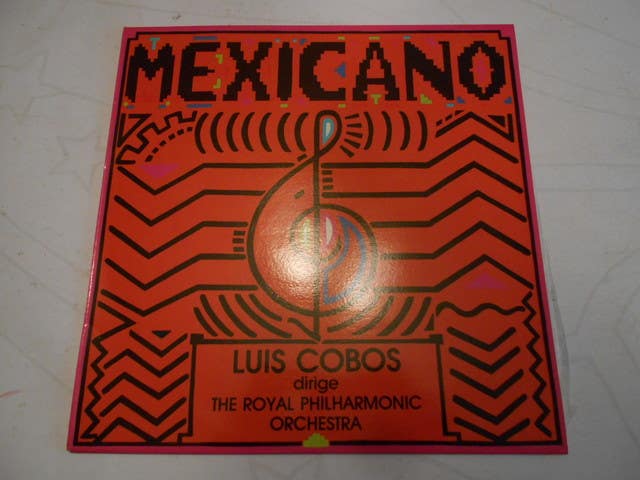 MEXICANO
LUIS COBOS
dirige
THE ROYAL PHILHARMONIC
ORCHESTRA